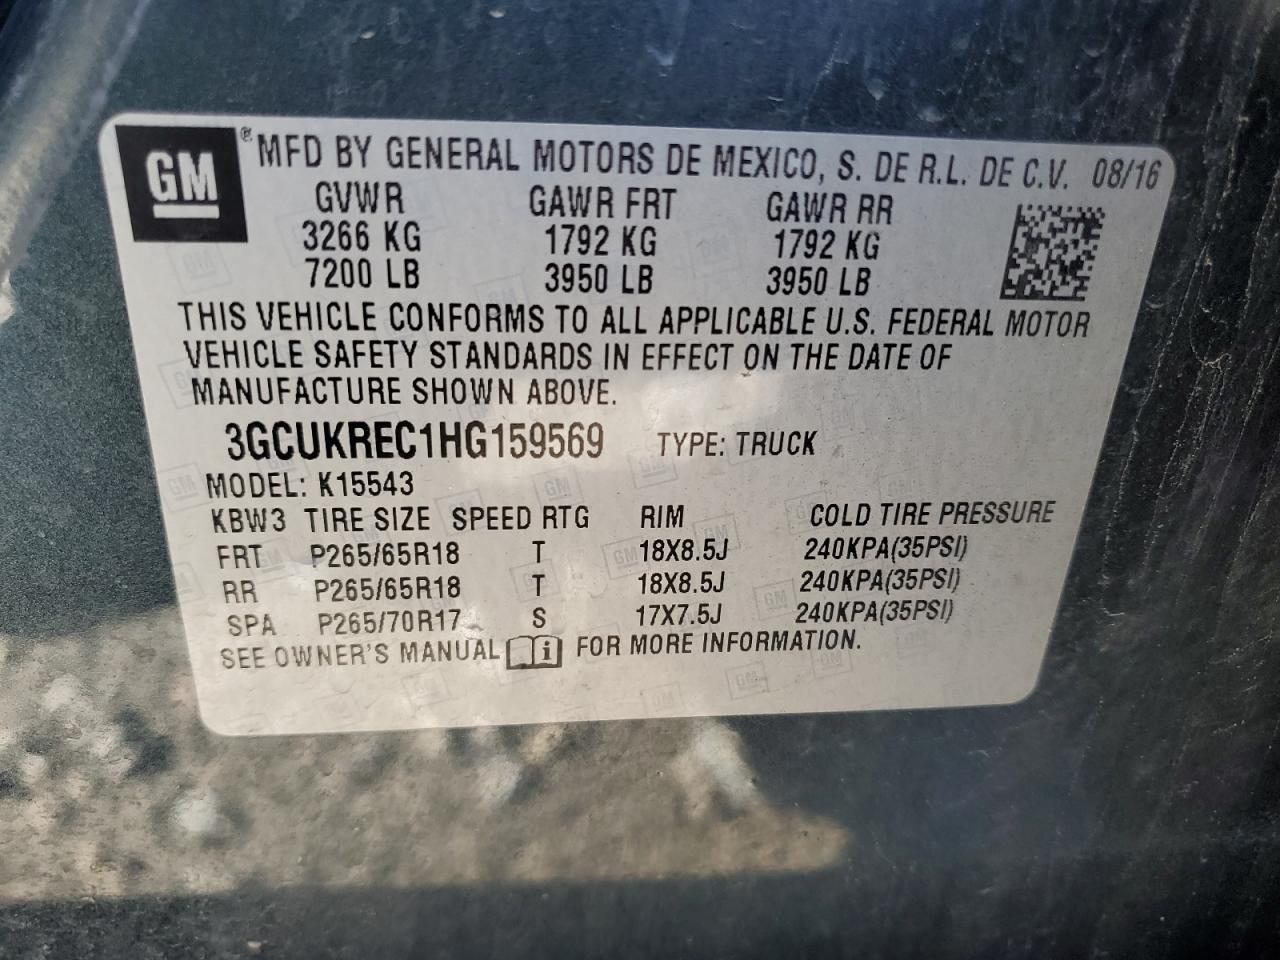 GM ® MFD BY GENERAL MOTORS DE MEXICO, S. DE R.L. DE C.V. 08/16
GVWR GAWR FRT GAWR RR
3266 KG 1792 KG 1792 KG
7200 LB 3950 LB 3950 LB
THIS VEHICLE CONFORMS TO ALL APPLICABLE U.S. FEDERAL MOTOR
VEHICLE SAFETY STANDARDS IN EFFECT ON THE DATE OF
MANUFACTURE SHOWN ABOVE.
3GCUKREC1HG159569 TYPE: TRUCK
MODEL: K15543
KBW3 TIRE SIZE SPEED RTG RIM COLD TIRE PRESSURE
FRT P265/65R18 T 18X8.5J 240KPA(35PSI)
RR P265/65R18 T 18X8.5J 240KPA(35PSI)
SPA P265/70R17 S 17X7.5J 240KPA(35PSI)
SEE OWNER'S MANUAL i FOR MORE INFORMATION.